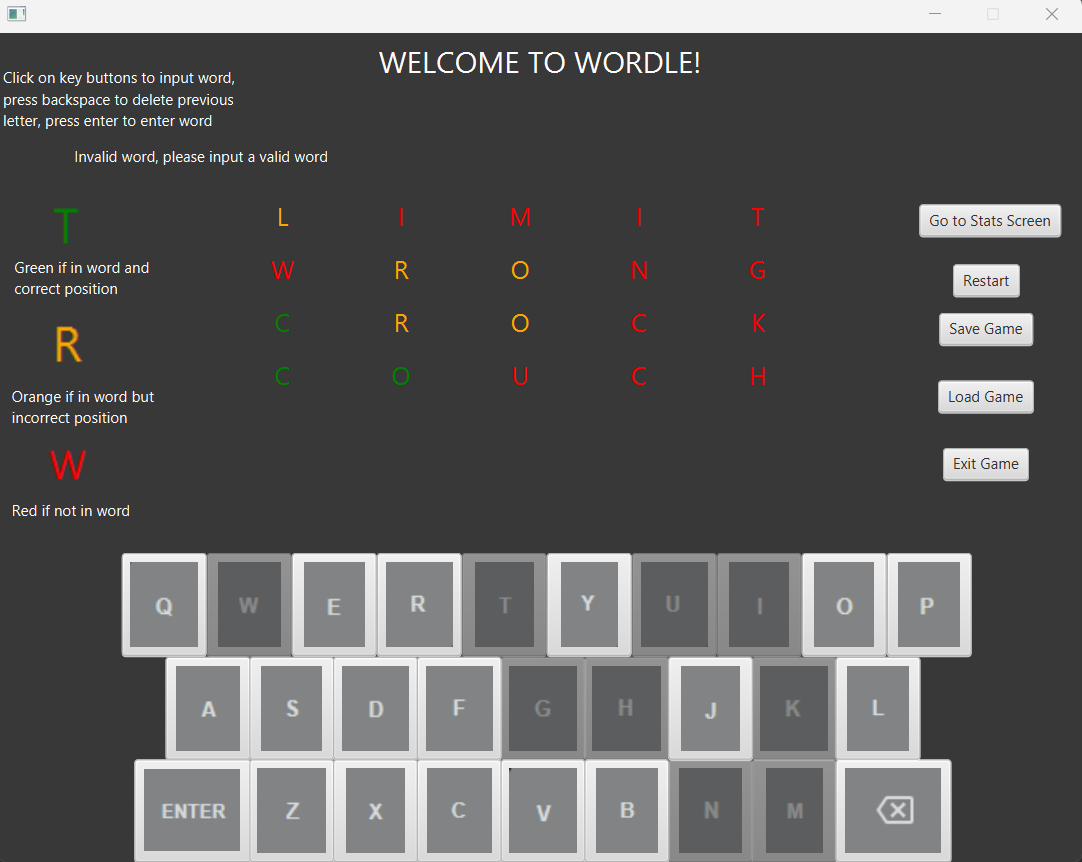 WELCOME TO WORDLE!
Click on key buttons to input word,
press backspace to delete previous
letter, press enter to enter word
Invalid word, please input a valid word
T
Green if in word and
correct position
R
Orange if in word but
incorrect position
W
Red if not in word
L I M I T
W R O N G
C R O C K
C O U C H
Go to Stats Screen
Restart
Save Game
Load Game
Exit Game
Q W E R T Y U I O P
A S D F G H J K L
ENTER Z X C V B N M